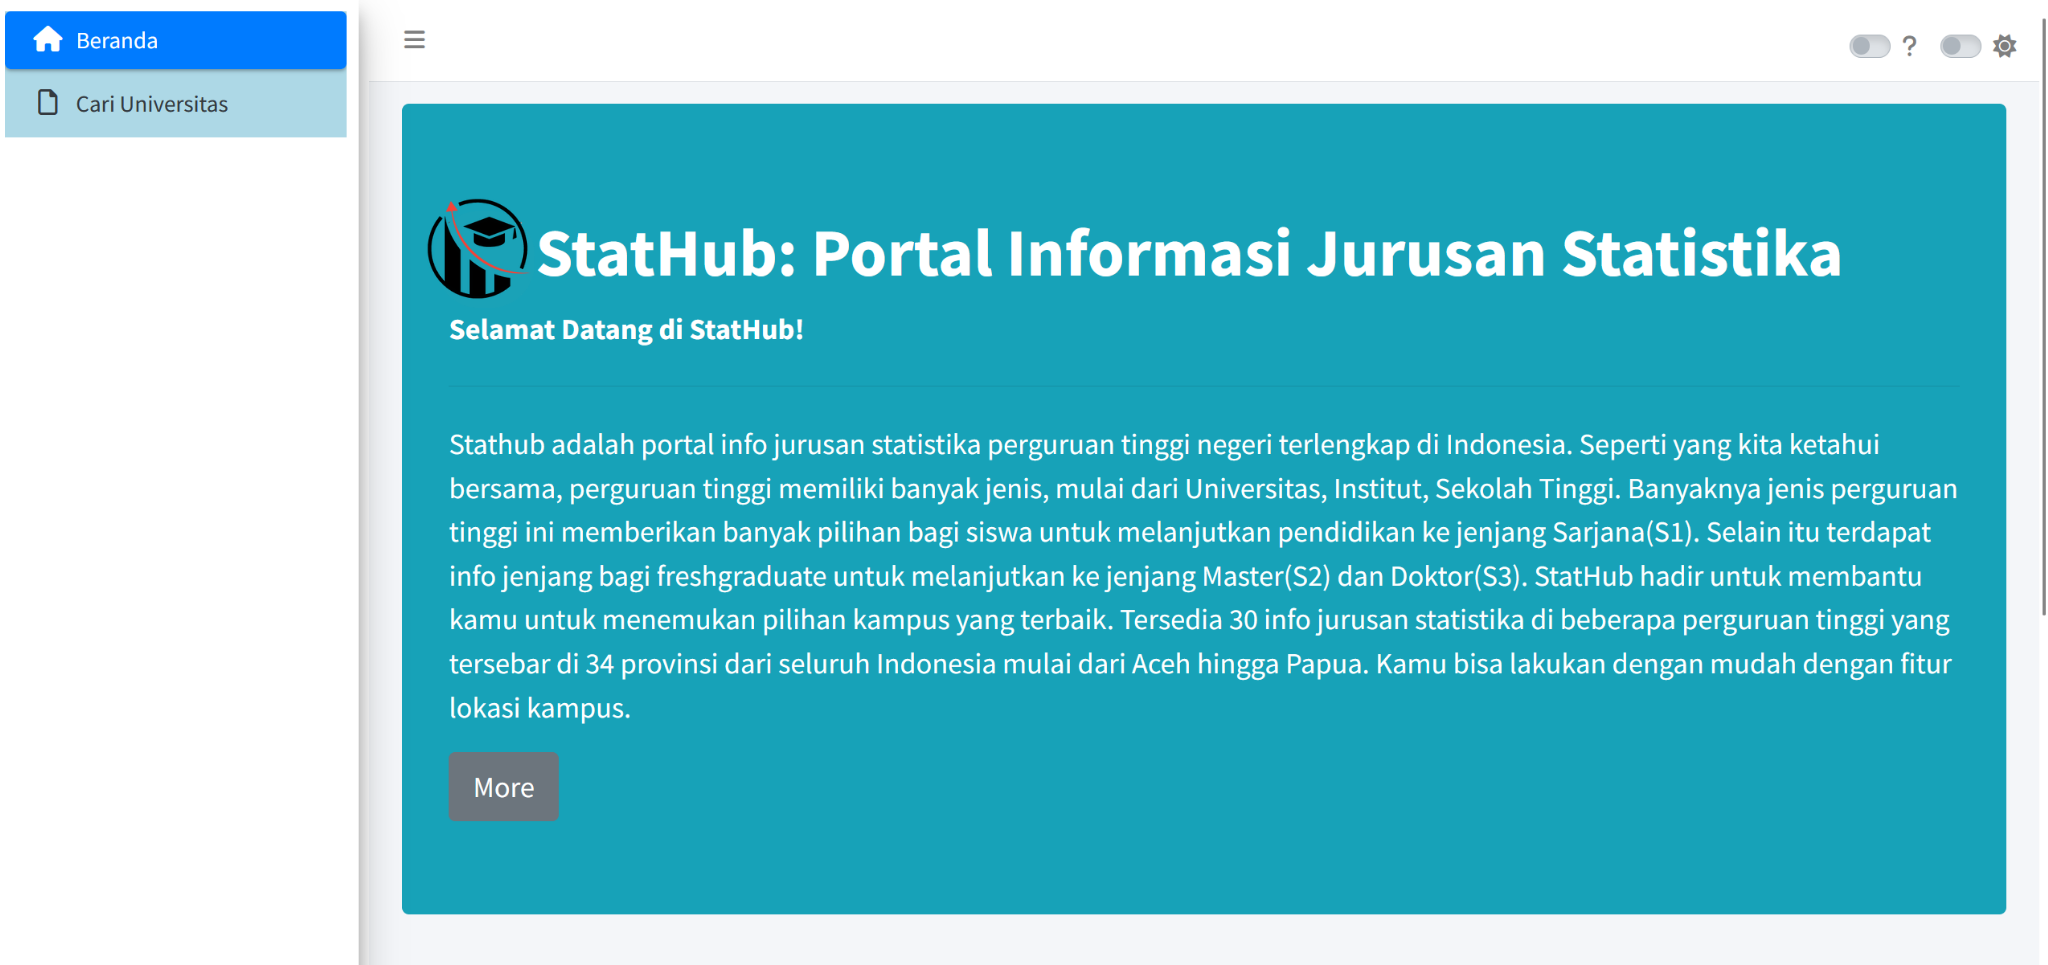 Beranda
Cari Universitas
?
StatHub: Portal Informasi Jurusan Statistika
Selamat Datang di StatHub!
Stathub adalah portal info jurusan statistika perguruan tinggi negeri terlengkap di Indonesia. Seperti yang kita ketahui
bersama, perguruan tinggi memiliki banyak jenis, mulai dari Universitas, Institut, Sekolah Tinggi. Banyaknya jenis perguruan
tinggi ini memberikan banyak pilihan bagi siswa untuk melanjutkan pendidikan ke jenjang Sarjana(S1). Selain itu terdapat
info jenjang bagi freshgraduate untuk melanjutkan ke jenjang Master(S2) dan Doktor(S3). StatHub hadir untuk membantu
kamu untuk menemukan pilihan kampus yang terbaik. Tersedia 30 info jurusan statistika di beberapa perguruan tinggi yang
tersebar di 34 provinsi dari seluruh Indonesia mulai dari Aceh hingga Papua. Kamu bisa lakukan dengan mudah dengan fitur
lokasi kampus.
More